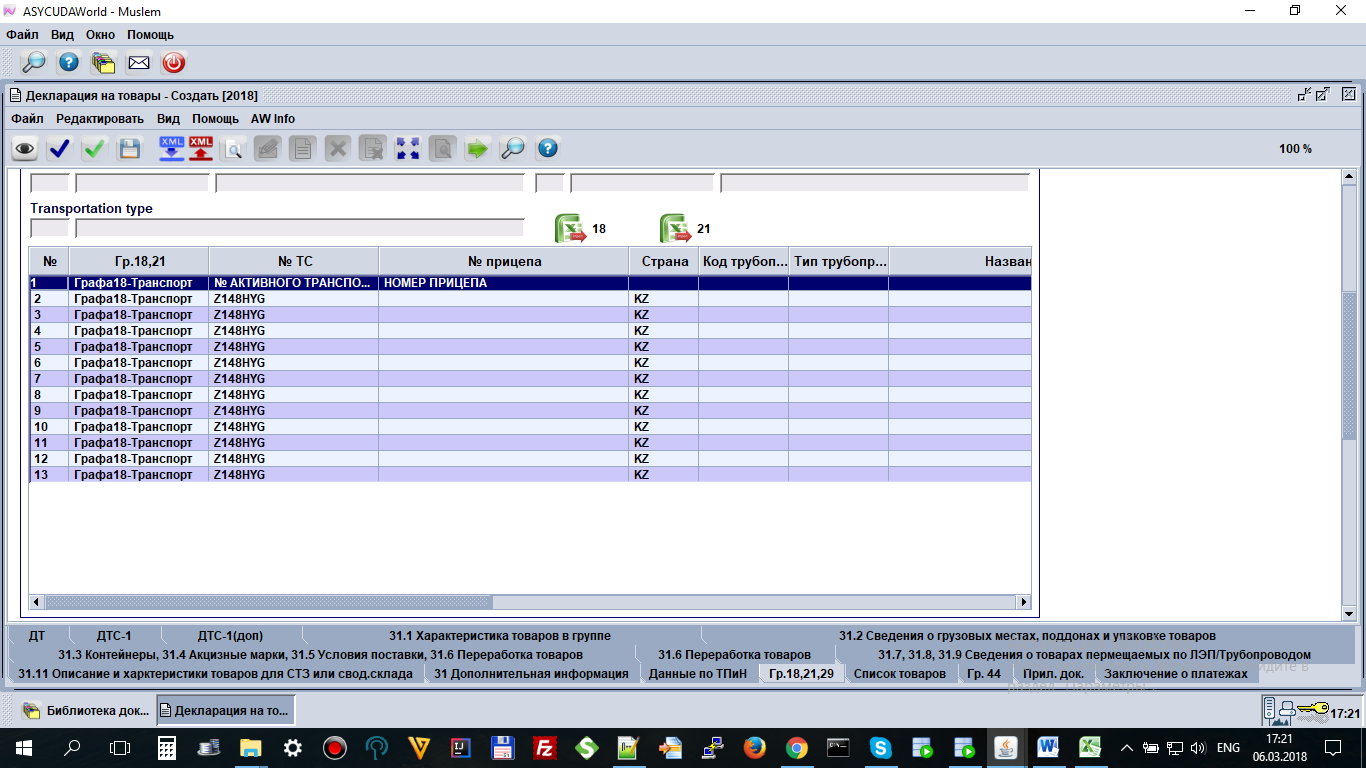 ASYCUDAWorld - Muslem
Файл Вид Окно Помощь
Декларация на товары - Создать [2018]
Файл Редактировать Вид Помощь AW Info
XML XML
100 %
Transportation type
18 21
№ Гр.18,21 № ТС № прицепа Страна Код трубоп... Тип трубопр... Назван
1 Графа18-Транспорт № АКТИВНОГО ТРАНСПО... НОМЕР ПРИЦЕПА
2 Графа18-Транспорт Z148HYG KZ
3 Графа18-Транспорт Z148HYG KZ
4 Графа18-Транспорт Z148HYG KZ
5 Графа18-Транспорт Z148HYG KZ
6 Графа18-Транспорт Z148HYG KZ
7 Графа18-Транспорт Z148HYG KZ
8 Графа18-Транспорт Z148HYG KZ
9 Графа18-Транспорт Z148HYG KZ
10 Графа18-Транспорт Z148HYG KZ
11 Графа18-Транспорт Z148HYG KZ
12 Графа18-Транспорт Z148HYG KZ
13 Графа18-Транспорт Z148HYG KZ
ДТ ДТС-1 ДТС-1(доп) 31.1 Характеристика товаров в группе 31.2 Сведения о грузовых местах, поддонах и упаковке товаров
31.3 Контейнеры, 31.4 Акцизные марки, 31.5 Условия поставки, 31.6 Переработка товаров 31.6 Переработка товаров 31.7, 31.8, 31.9 Сведения о товарах пермещаемых по ЛЭП/Трубопроводом
31.11 Описание и харктеристики товаров для СТЗ или свод.склада 31 Дополнительная информация Данные по ТПиН Гр.18,21,29 Список товаров Гр. 44 Прил. док. Заключение о платежах
Библиотека док... Декларация на то... 17:21
ENG 17:21
06.03.2018